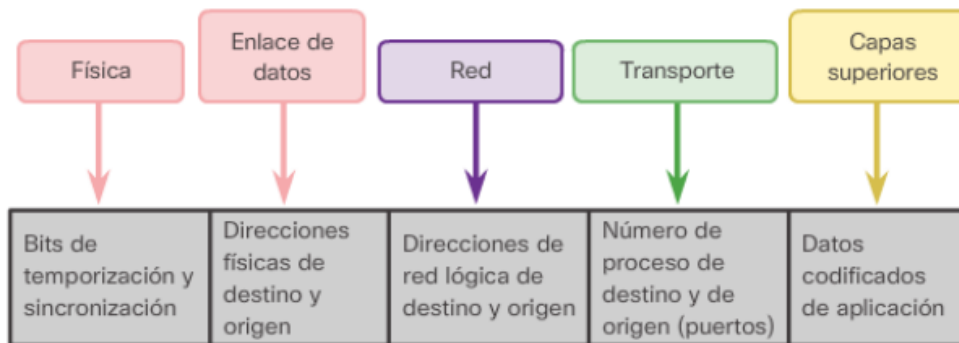 Física
Enlace de
datos
Red
Transporte
Capas
superiores
Bits de
temporización y
sincronización
Direcciones
físicas de
destino y
origen
Direcciones de
red lógica de
destino y origen
Número de
proceso de
destino y de
origen (puertos)
Datos
codificados
de aplicación